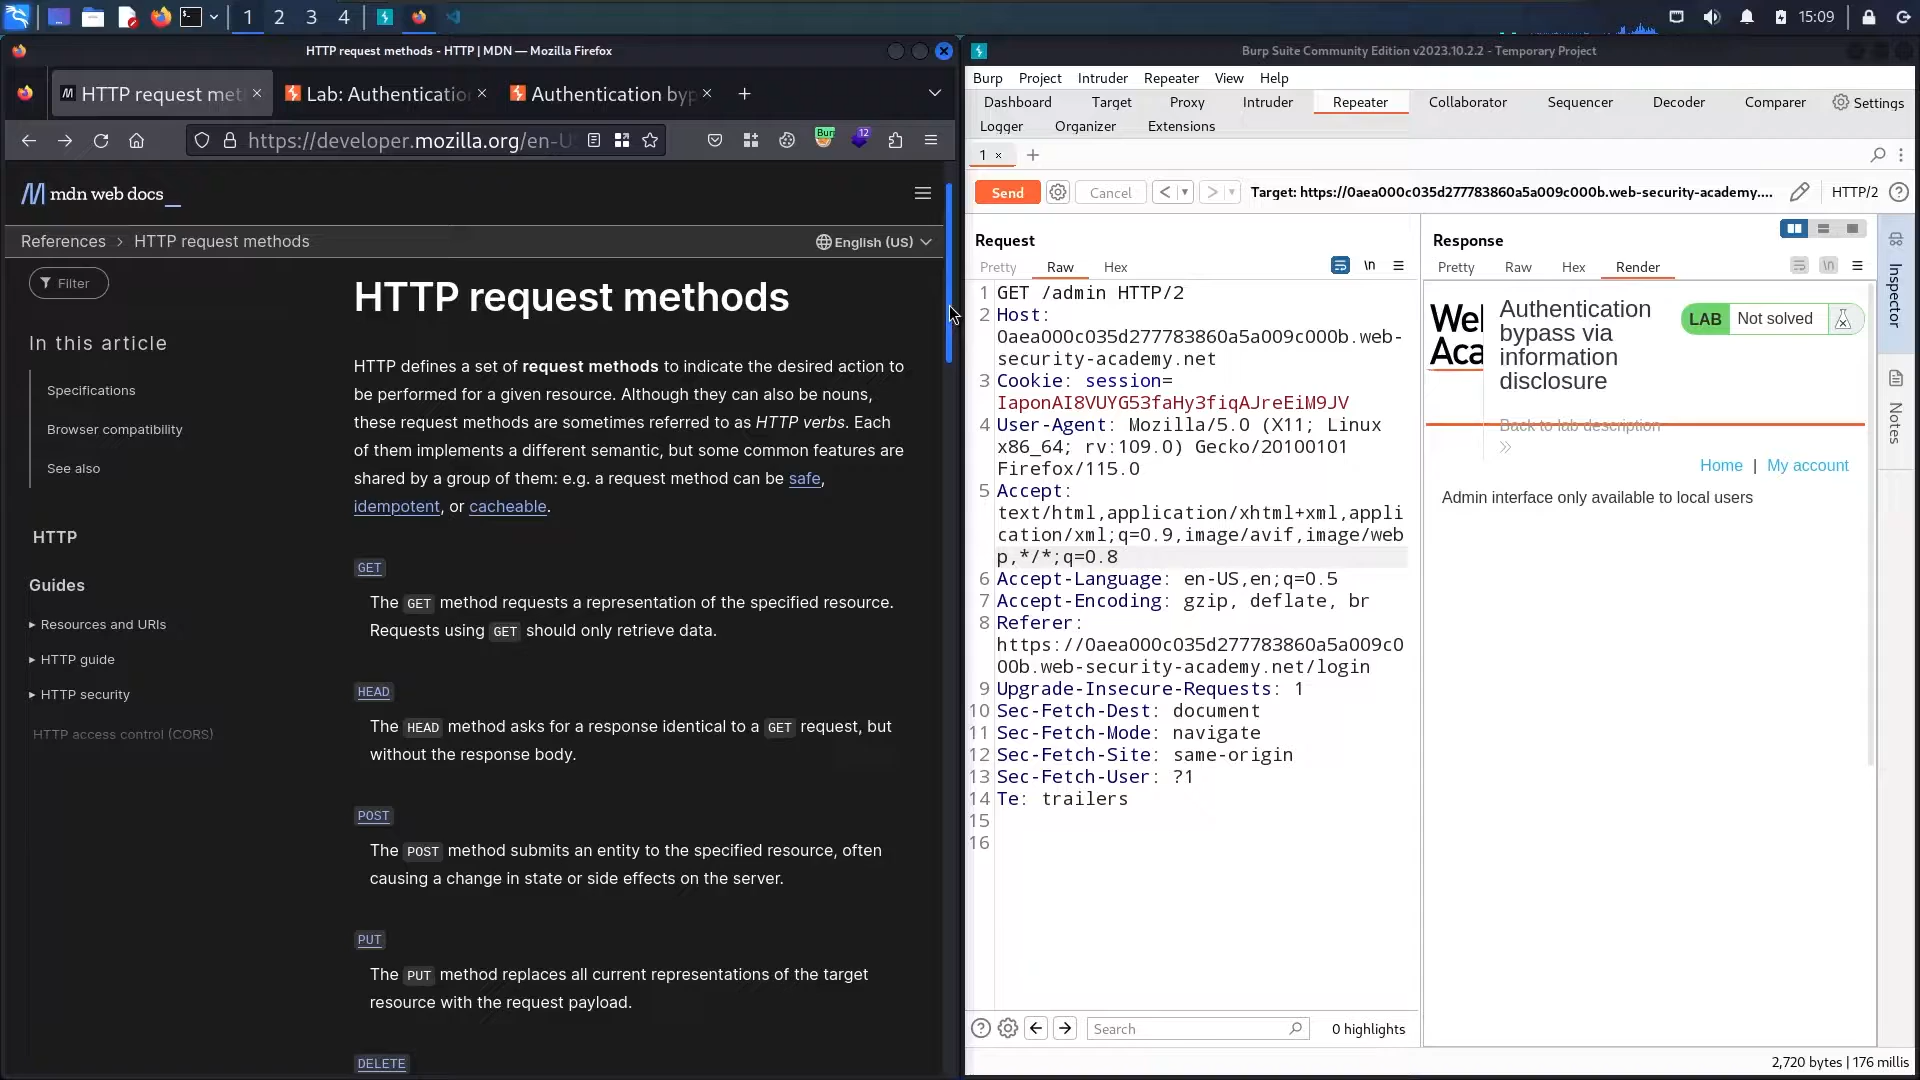 1
2
3
4
15:09
HTTP request methods - HTTP | MDN — Mozilla Firefox
HTTP request met
Lab: Authenticatio
Authentication byp
https://developer.mozilla.org/en-U
Burp
12
mdn web docs
References > HTTP request methods
English (US)
Filter
In this article
Specifications
Browser compatibility
See also
HTTP
Guides
Resources and URIs
HTTP guide
HTTP security
HTTP access control (CORS)
HTTP request methods
HTTP defines a set of request methods to indicate the desired action to
be performed for a given resource. Although they can also be nouns,
these request methods are sometimes referred to as HTTP verbs. Each
of them implements a different semantic, but some common features are
shared by a group of them: e.g. a request method can be safe,
idempotent, or cacheable.
GET
The GET method requests a representation of the specified resource.
Requests using GET should only retrieve data.
HEAD
The HEAD method asks for a response identical to a GET request, but
without the response body.
POST
The POST method submits an entity to the specified resource, often
causing a change in state or side effects on the server.
PUT
The PUT method replaces all current representations of the target
resource with the request payload.
DELETE
Burp Suite Community Edition v2023.10.2.2 - Temporary Project
Burp Project Intruder Repeater View Help
Dashboard Target Proxy Intruder Repeater Collaborator Sequencer Decoder Comparer Settings
Logger Organizer Extensions
1 × +
Send Cancel < > Target: https://0aea000c035d277783860a5a009c000b.web-security-academy.... HTTP/2
Request
Pretty Raw Hex \n
1 GET /admin HTTP/2
2 Host:
0aea000c035d277783860a5a009c000b.web-
security-academy.net
3 Cookie: session=
IaponAI8VUYG53faHy3fiqAJreEiM9JV
4 User-Agent: Mozilla/5.0 (X11; Linux
x86_64; rv:109.0) Gecko/20100101
Firefox/115.0
5 Accept:
text/html,application/xhtml+xml,appli
cation/xml;q=0.9,image/avif,image/web
p,*/*;q=0.8
6 Accept-Language: en-US,en;q=0.5
7 Accept-Encoding: gzip, deflate, br
8 Referer:
https://0aea000c035d277783860a5a009c0
00b.web-security-academy.net/login
9 Upgrade-Insecure-Requests: 1
10 Sec-Fetch-Dest: document
11 Sec-Fetch-Mode: navigate
12 Sec-Fetch-Site: same-origin
13 Sec-Fetch-User: ?1
14 Te: trailers
15
16
Search
0 highlights
Response
Pretty Raw Hex Render \n
Wel
Aca
Authentication
bypass via
information
disclosure
LAB Not solved
Back to lab description
»
Home | My account
Admin interface only available to local users
Inspector
Notes
2,720 bytes | 176 millis